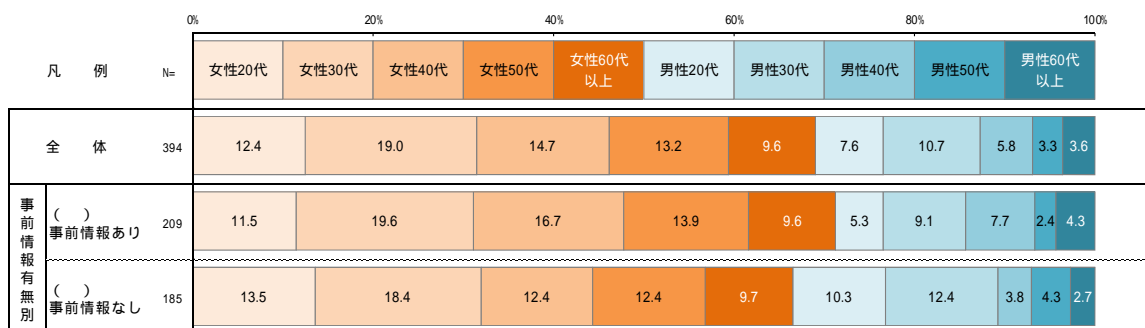 0% 20% 40% 60% 80% 100%
凡 例 N= 女性20代 女性30代 女性40代 女性50代 女性60代 以上 男性20代 男性30代 男性40代 男性50代 男性60代 以上
全 体 394 12.4 19.0 14.7 13.2 9.6 7.6 10.7 5.8 3.3 3.6
事前情報有無別
( )
事前情報あり 209 11.5 19.6 16.7 13.9 9.6 5.3 9.1 7.7 2.4 4.3
( )
事前情報なし 185 13.5 18.4 12.4 12.4 9.7 10.3 12.4 3.8 4.3 2.7